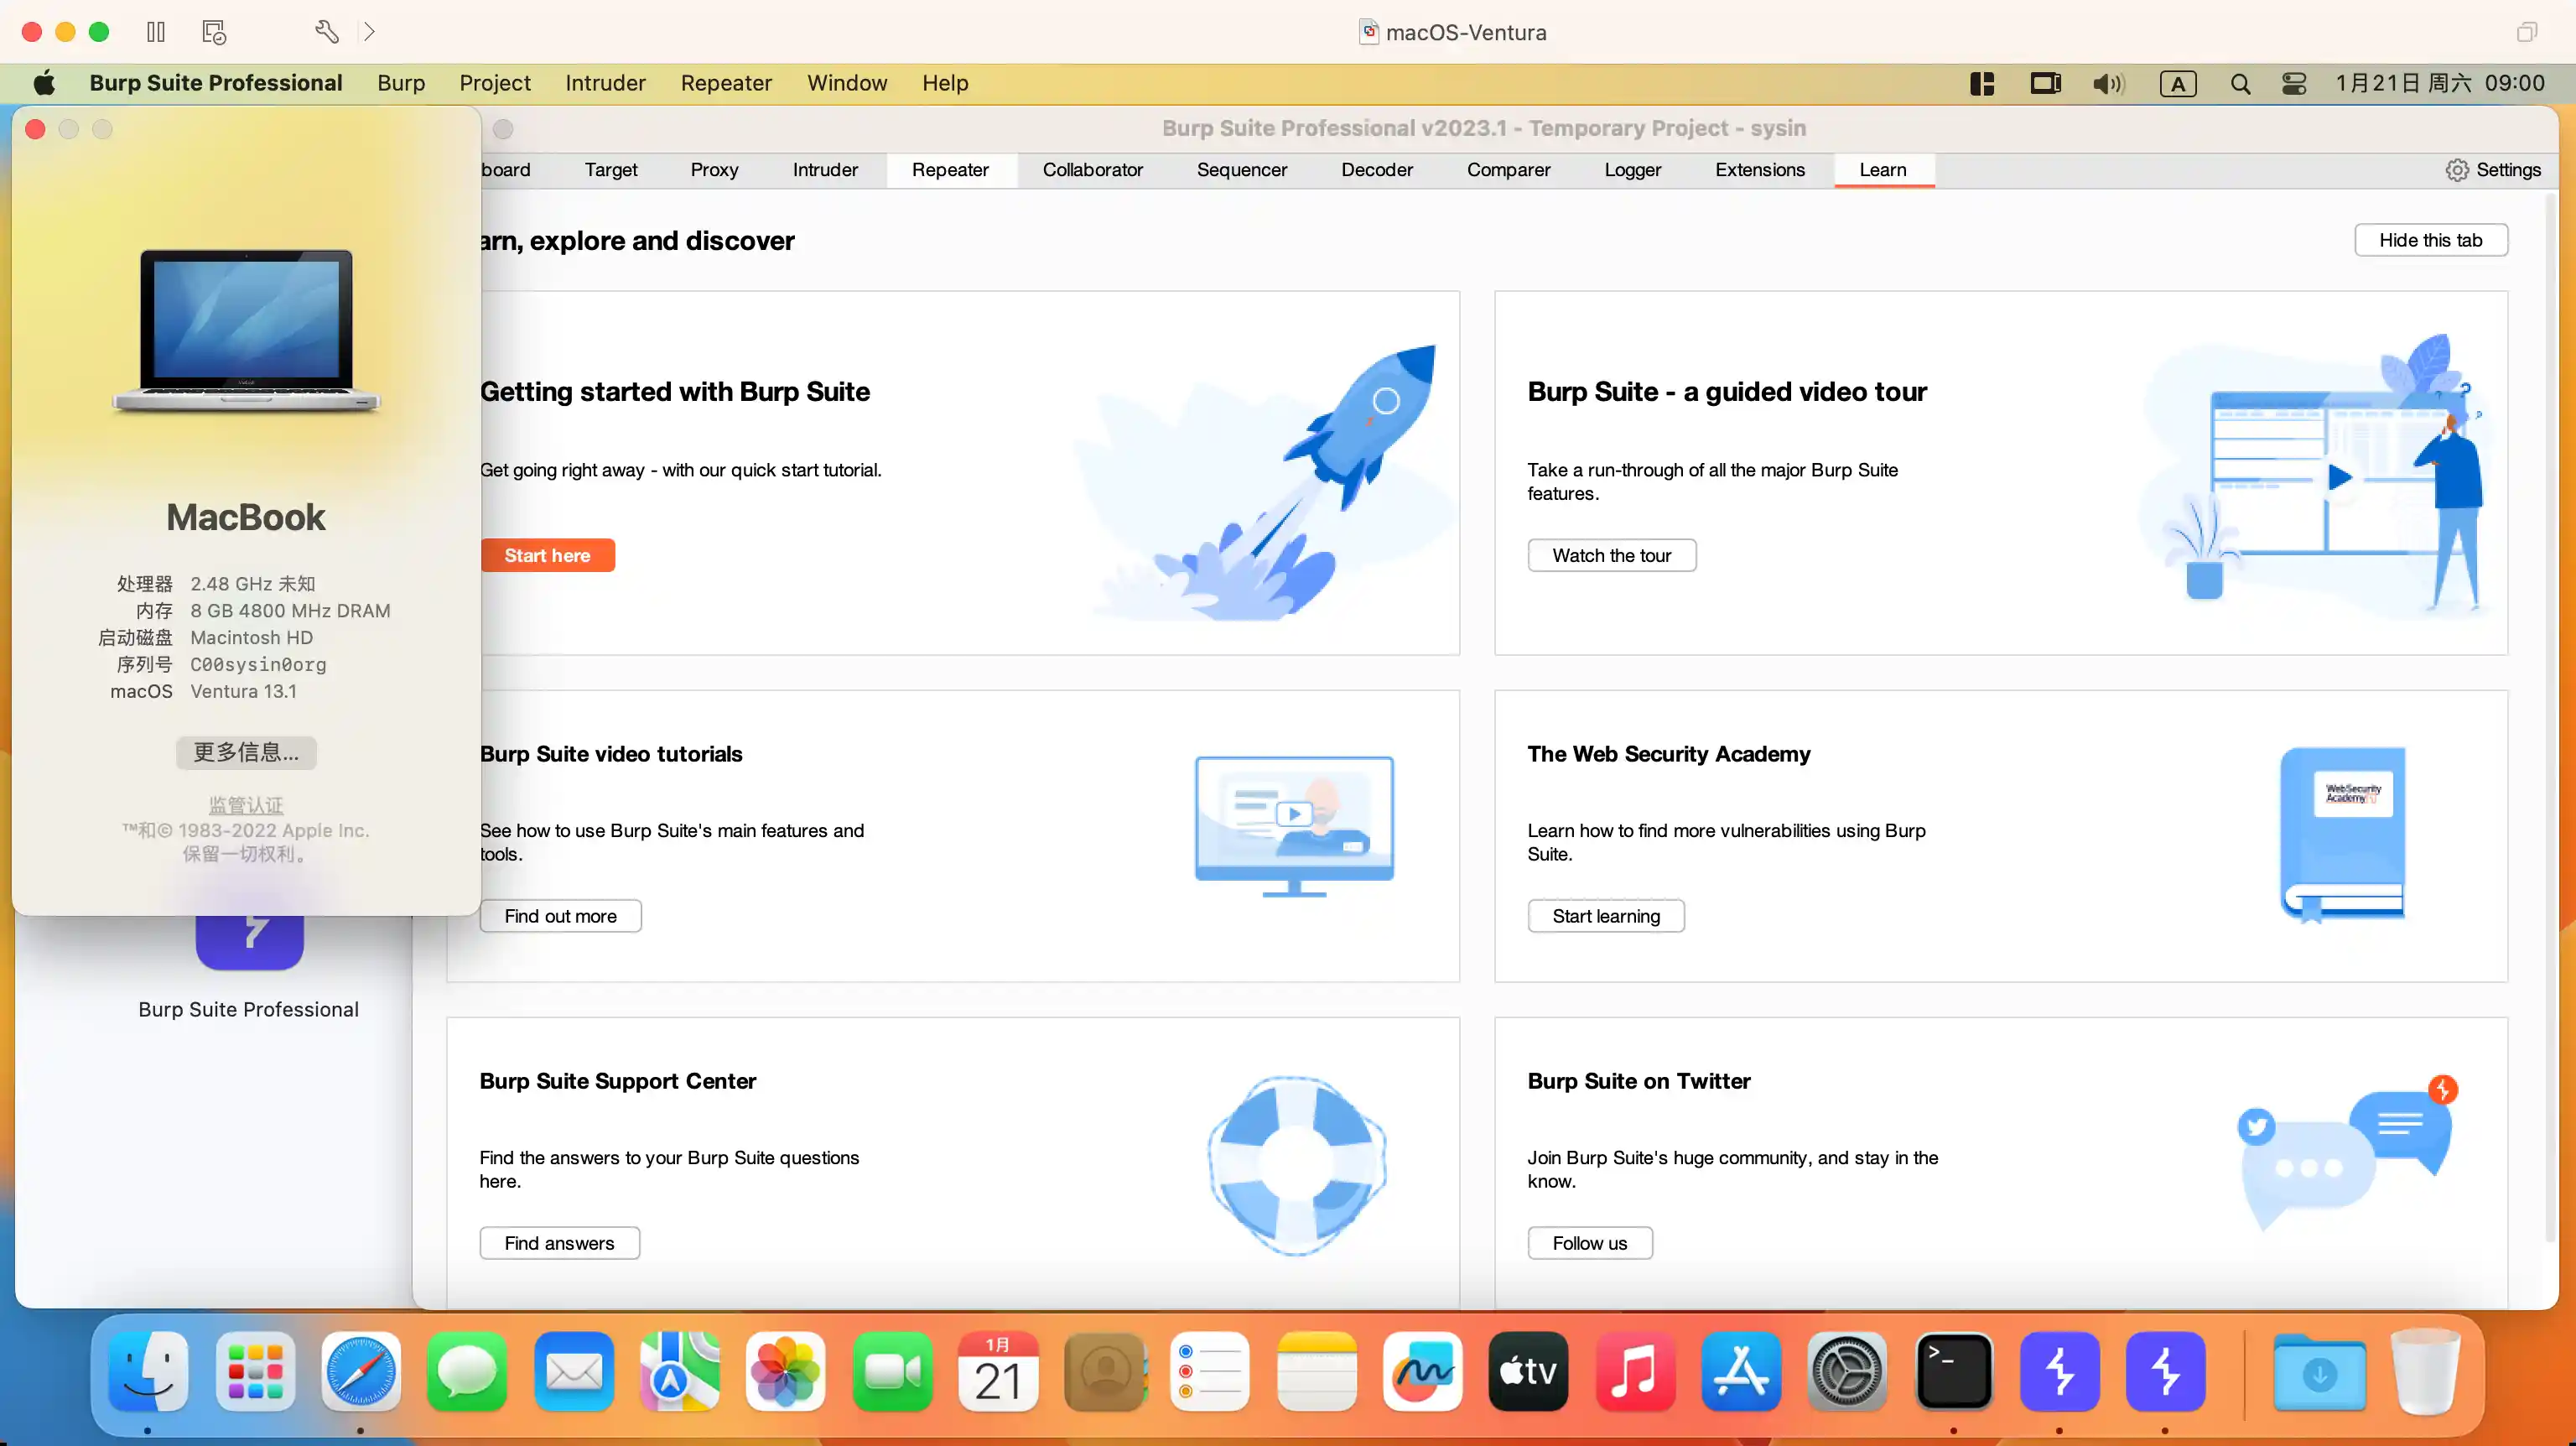 macOS-Ventura
Burp Suite Professional Burp Project Intruder Repeater Window Help
A 1月21日 周六 09:00
Burp Suite Professional v2023.1 - Temporary Project - sysin
board Target Proxy Intruder Repeater Collaborator Sequencer Decoder Comparer Logger Extensions Learn Settings
arn, explore and discover
Hide this tab
MacBook
处理器 2.48 GHz 未知
内存 8 GB 4800 MHz DRAM
启动磁盘 Macintosh HD
序列号 C00sysin0org
macOS Ventura 13.1
更多信息...
监管认证
™和© 1983-2022 Apple Inc.
保留一切权利。
Burp Suite Professional
Getting started with Burp Suite
Get going right away - with our quick start tutorial.
Start here
Burp Suite - a guided video tour
Take a run-through of all the major Burp Suite
features.
Watch the tour
Burp Suite video tutorials
See how to use Burp Suite's main features and
tools.
Find out more
The Web Security Academy
Learn how to find more vulnerabilities using Burp
Suite.
Start learning
WebSecurity
Academy
Burp Suite Support Center
Find the answers to your Burp Suite questions
here.
Find answers
Burp Suite on Twitter
Join Burp Suite's huge community, and stay in the
know.
Follow us
1月
21
tv
>_